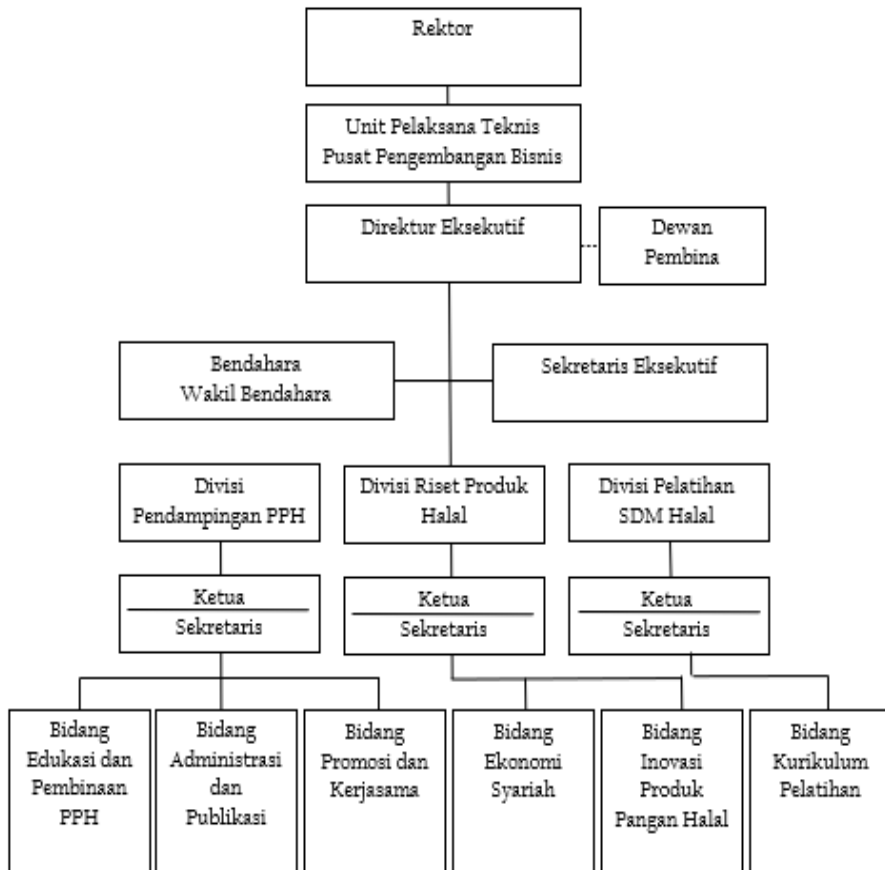 Rektor
Unit Pelaksana Teknis
Pusat Pengembangan Bisnis
Direktur Eksekutif
Dewan
Pembina
Bendahara
Wakil Bendahara
Sekretaris Eksekutif
Divisi
Pendampingan PPH
Divisi Riset Produk
Halal
Divisi Pelatihan
SDM Halal
Ketua
Sekretaris
Ketua
Sekretaris
Ketua
Sekretaris
Bidang
Edukasi dan
Pembinaan
PPH
Bidang
Administrasi
dan
Publikasi
Bidang
Promosi dan
Kerjasama
Bidang
Ekonomi
Syariah
Bidang
Inovasi
Produk
Pangan Halal
Bidang
Kurikulum
Pelatihan